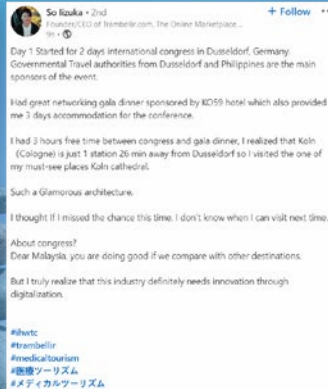 So Iizuka • 2nd
+ Follow
Founder/CEO of Trambellir.com, The Online Marketplace...
9h •
Day 1 Started for 2 days international congress in Dusseldorf, Germany.
Governmental Travel authorities from Dusseldorf and Philippines are the main
sponsors of the event.
Had great networking gala dinner sponsored by KO59 hotel which also provided
me 3 days accommodation for the conference.
I had 3 hours free time between congress and gala dinner, I realized that Koln
(Cologne) is just 1 station 26 min away from Dusseldorf so I visited the one of
my must-see places Koln cathedral.
Such a Glamorous architecture.
I thought If I missed the chance this time, I don't know when I can visit next time.
About congress?
Dear Malaysia, you are doing good if we compare with other destinations.
But I truly realize that this industry definitely needs innovation through
digitalization.
#ihwtc
#trambellir
#medicaltourism
#医療ツーリズム
#メディカルツーリズム